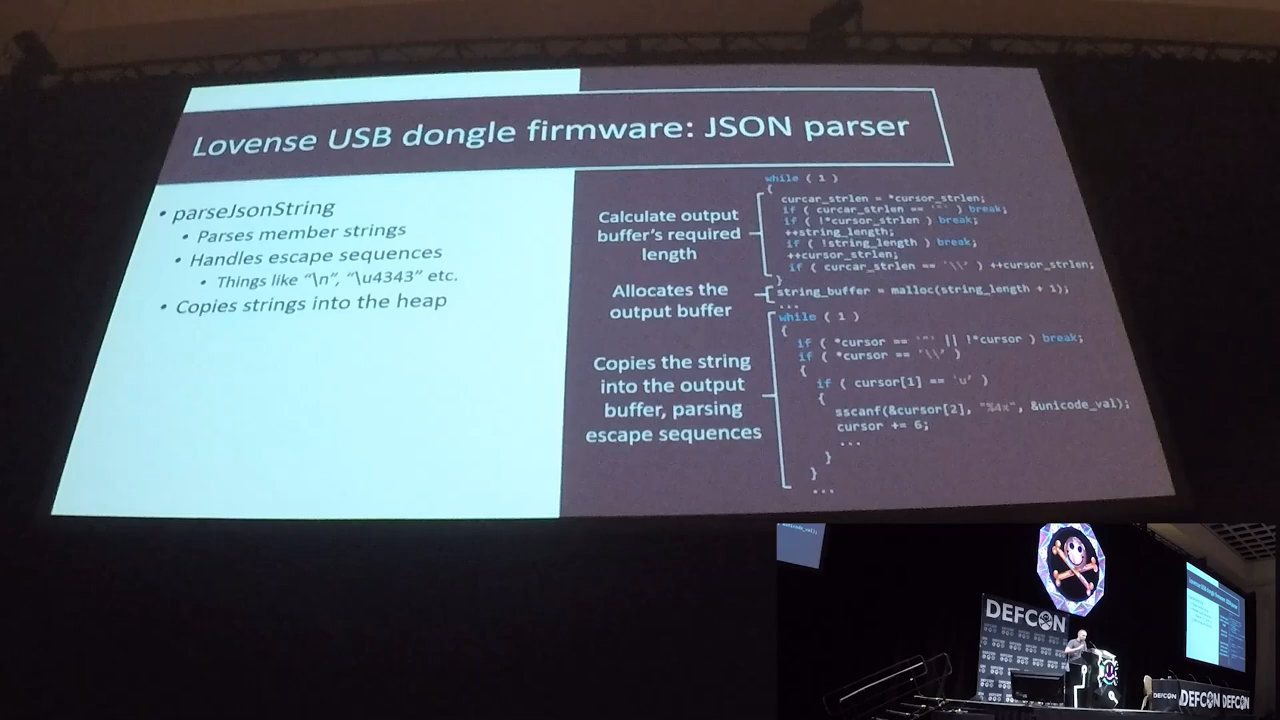 Lovense USB dongle firmware: JSON parser
• parseJsonString
• Parses member strings
• Handles escape sequences
• Things like “\n”, “\u4343” etc.
• Copies strings into the heap
Calculate output
buffer’s required
length
Allocates the
output buffer
Copies the string
into the output
buffer, parsing
escape sequences
while ( 1 )
{
curcar_strlen = *cursor_strlen;
if ( curcar_strlen == '"' ) break;
if ( !*cursor_strlen ) break;
++string_length;
if ( !string_length ) break;
++cursor_strlen;
if ( curcar_strlen == '\\' ) ++cursor_strlen;
}
string_buffer = malloc(string_length + 1);
...
while ( 1 )
{
if ( *cursor == '"' || !*cursor ) break;
if ( *cursor == '\\' )
{
if ( cursor[1] == 'u' )
{
sscanf(&cursor[2], "%4x", &unicode_val);
cursor += 6;
...
}
}
...
DEFCON
DEFCON
DEFCON DEFCON